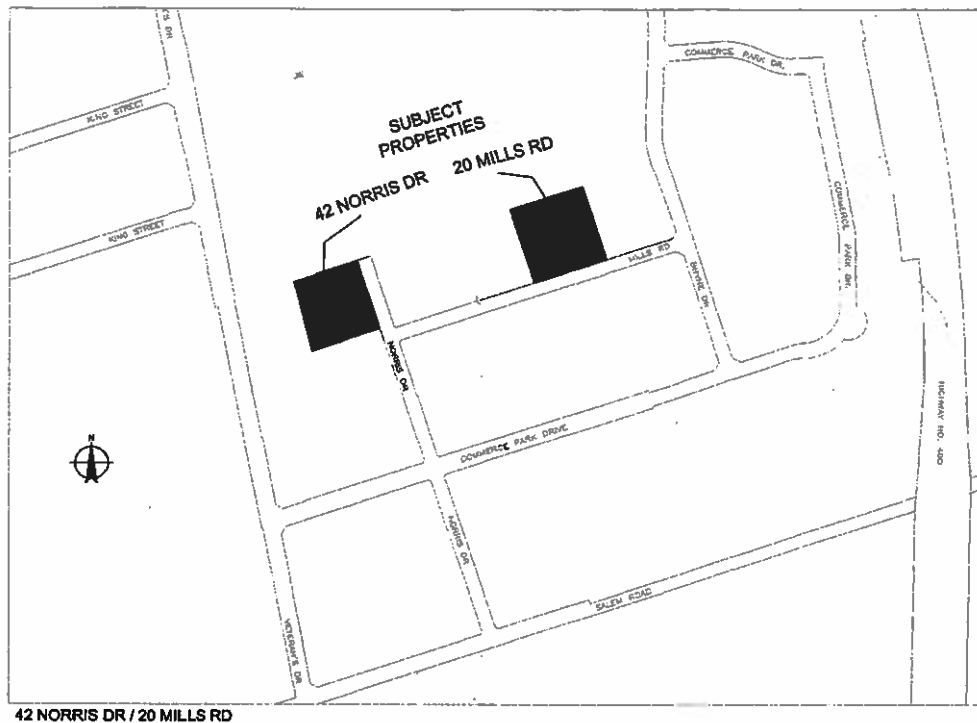 KING STREET
COMMERCE PARK DR.
SUBJECT
PROPERTIES
42 NORRIS DR
20 MILLS RD
KING STREET
COMMERCE PARK DR.
MILLS RD
BRYNE DR
NORRIS DR
HIGHWAY NO. 400
N
COMMERCE PARK DRIVE
NORRIS DR
SALEM ROAD
VETERAN'S DR
42 NORRIS DR / 20 MILLS RD